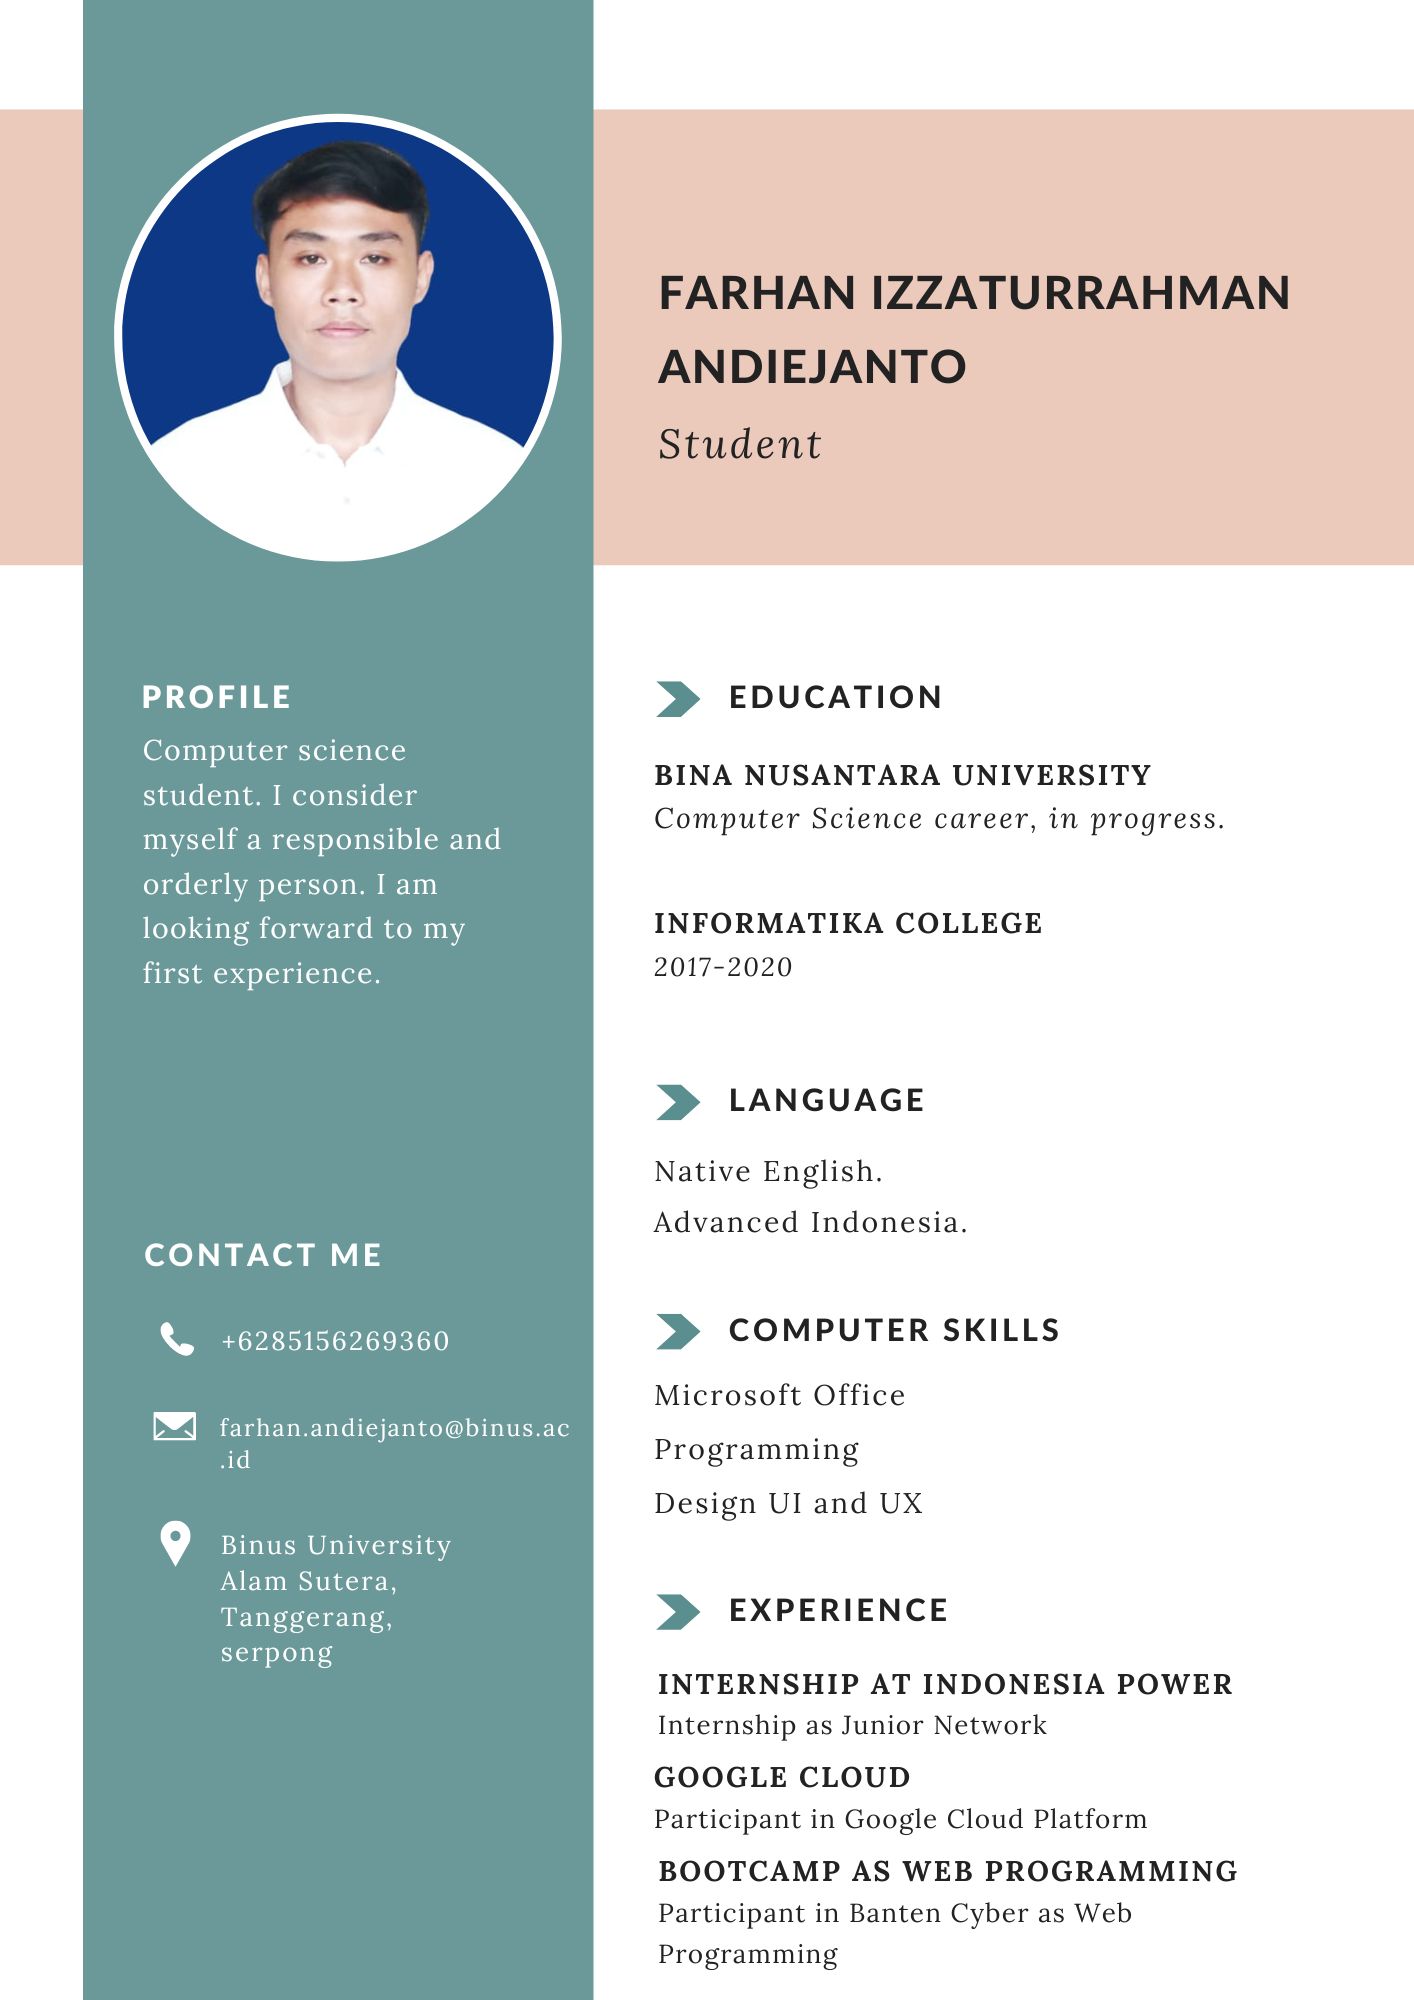 FARHAN IZZATURRAHMAN
ANDIEJANTO
Student
PROFILE
Computer science
student. I consider
myself a responsible and
orderly person. I am
looking forward to my
first experience.
CONTACT ME
+6285156269360
farhan.andiejanto@binus.ac
.id
Binus University
Alam Sutera,
Tanggerang,
serpong
EDUCATION
BINA NUSANTARA UNIVERSITY
Computer Science career, in progress.
INFORMATIKA COLLEGE
2017-2020
LANGUAGE
Native English.
Advanced Indonesia.
COMPUTER SKILLS
Microsoft Office
Programming
Design UI and UX
EXPERIENCE
INTERNSHIP AT INDONESIA POWER
Internship as Junior Network
GOOGLE CLOUD
Participant in Google Cloud Platform
BOOTCAMP AS WEB PROGRAMMING
Participant in Banten Cyber as Web
Programming